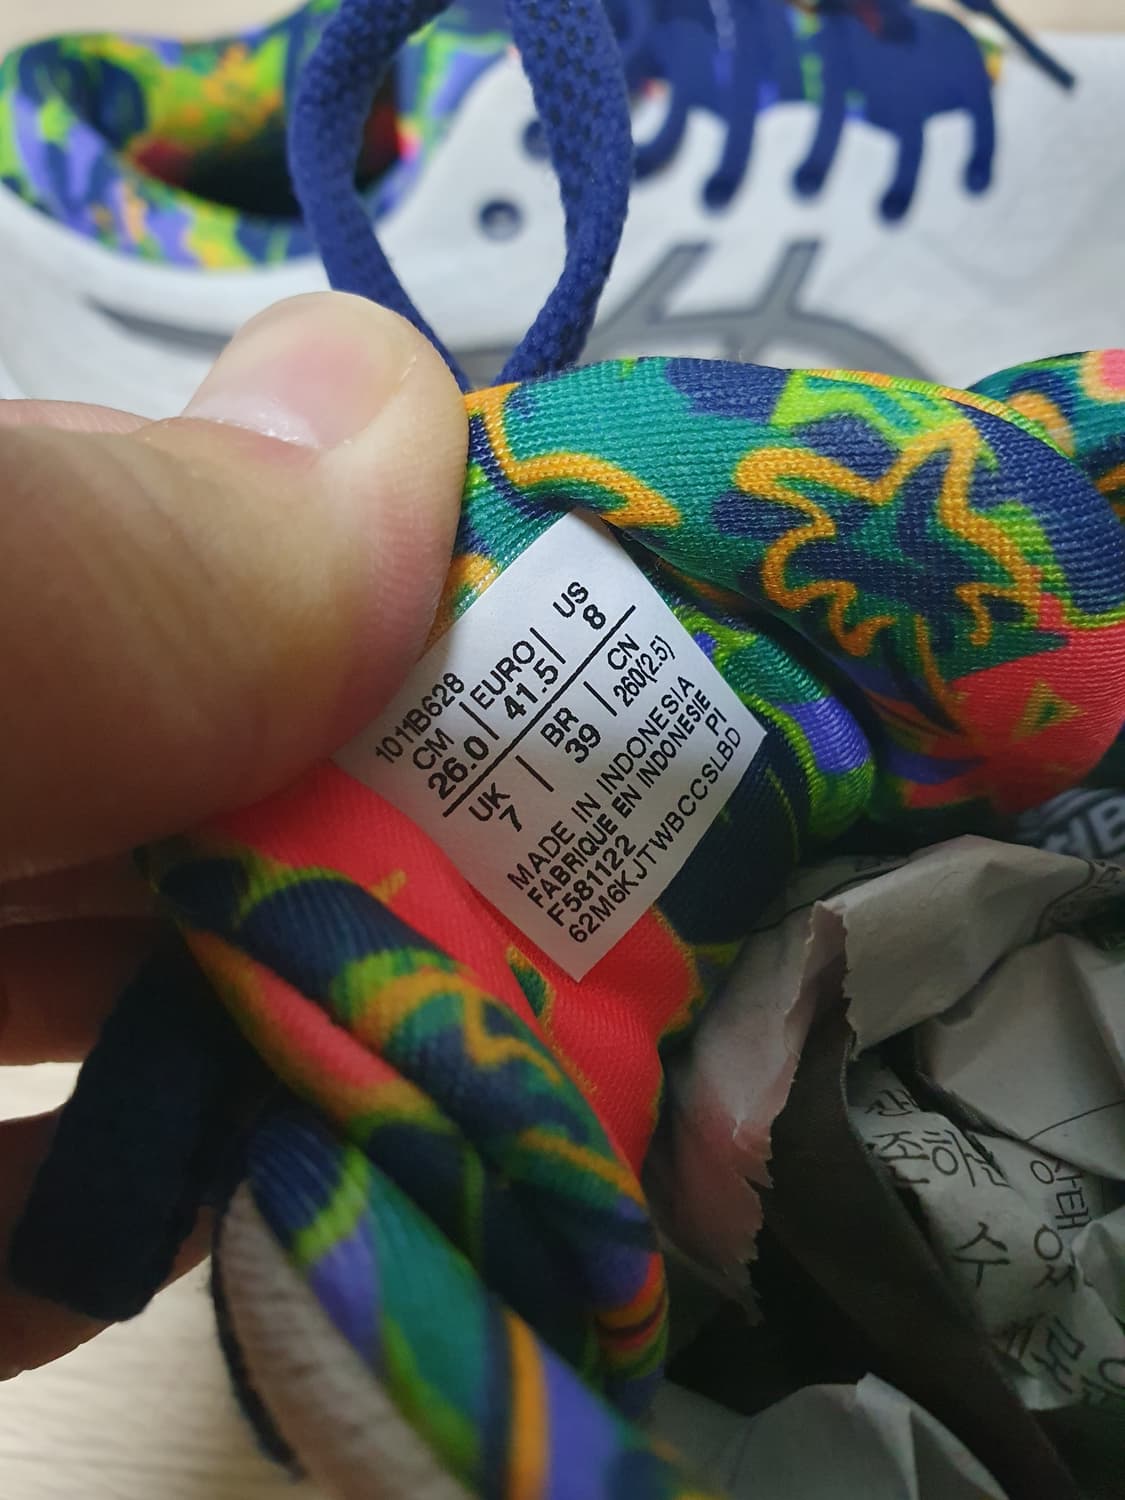 1011B628
CM | EURO | US
26.0 | 41.5 | 8
UK | BR | CN
7 | 39 | 260(2.5)
MADE IN INDONESIA
FABRIQUE EN INDONESIE
F581122 PI
62M6KJTWBCCSLBD